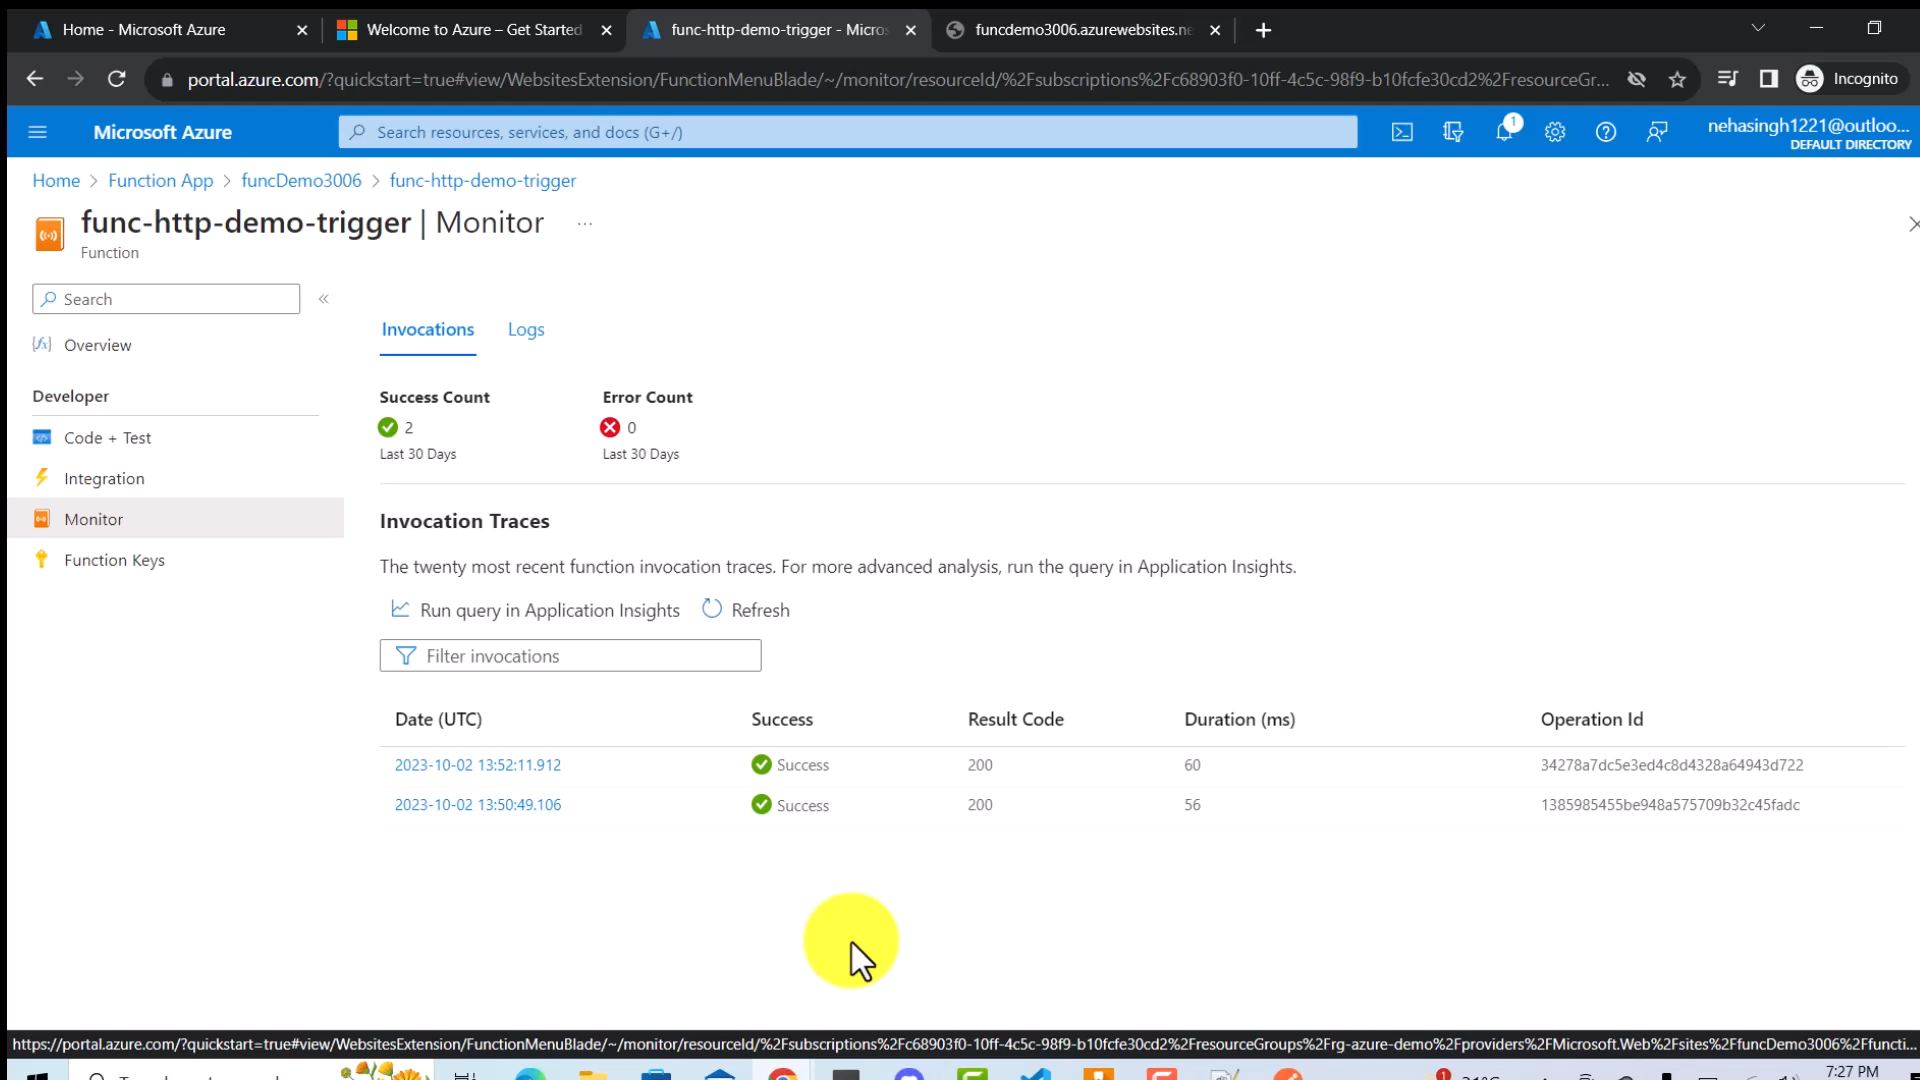 Home - Microsoft Azure
Welcome to Azure – Get Started
func-http-demo-trigger - Micros
funcdemo3006.azurewebsites.ne
portal.azure.com/?quickstart=true#view/WebsitesExtension/FunctionMenuBlade/~/monitor/resourceId/%2Fsubscriptions%2Fc68903f0-10ff-4c5c-98f9-b10fcfe30cd2%2FresourceGr...
Incognito
Microsoft Azure
Search resources, services, and docs (G+/)
1
nehasingh1221@outloo...
DEFAULT DIRECTORY
Home > Function App > funcDemo3006 > func-http-demo-trigger
func-http-demo-trigger | Monitor ...
Function
Search
«
Overview
Developer
Code + Test
Integration
Monitor
Function Keys
Invocations
Logs
Success Count
Error Count
2
0
Last 30 Days
Last 30 Days
Invocation Traces
The twenty most recent function invocation traces. For more advanced analysis, run the query in Application Insights.
Run query in Application Insights
Refresh
Filter invocations
Date (UTC) Success Result Code Duration (ms) Operation Id
2023-10-02 13:52:11.912 Success 200 60 34278a7dc5e3ed4c8d4328a64943d722
2023-10-02 13:50:49.106 Success 200 56 1385985455be948a575709b32c45fadc
https://portal.azure.com/?quickstart=true#view/WebsitesExtension/FunctionMenuBlade/~/monitor/resourceId/%2Fsubscriptions%2Fc68903f0-10ff-4c5c-98f9-b10fcfe30cd2%2FresourceGroups%2Frg-azure-demo%2Fproviders%2FMicrosoft.Web%2Fsites%2FfuncDemo3006%2Ffuncti...
1
7:27 PM